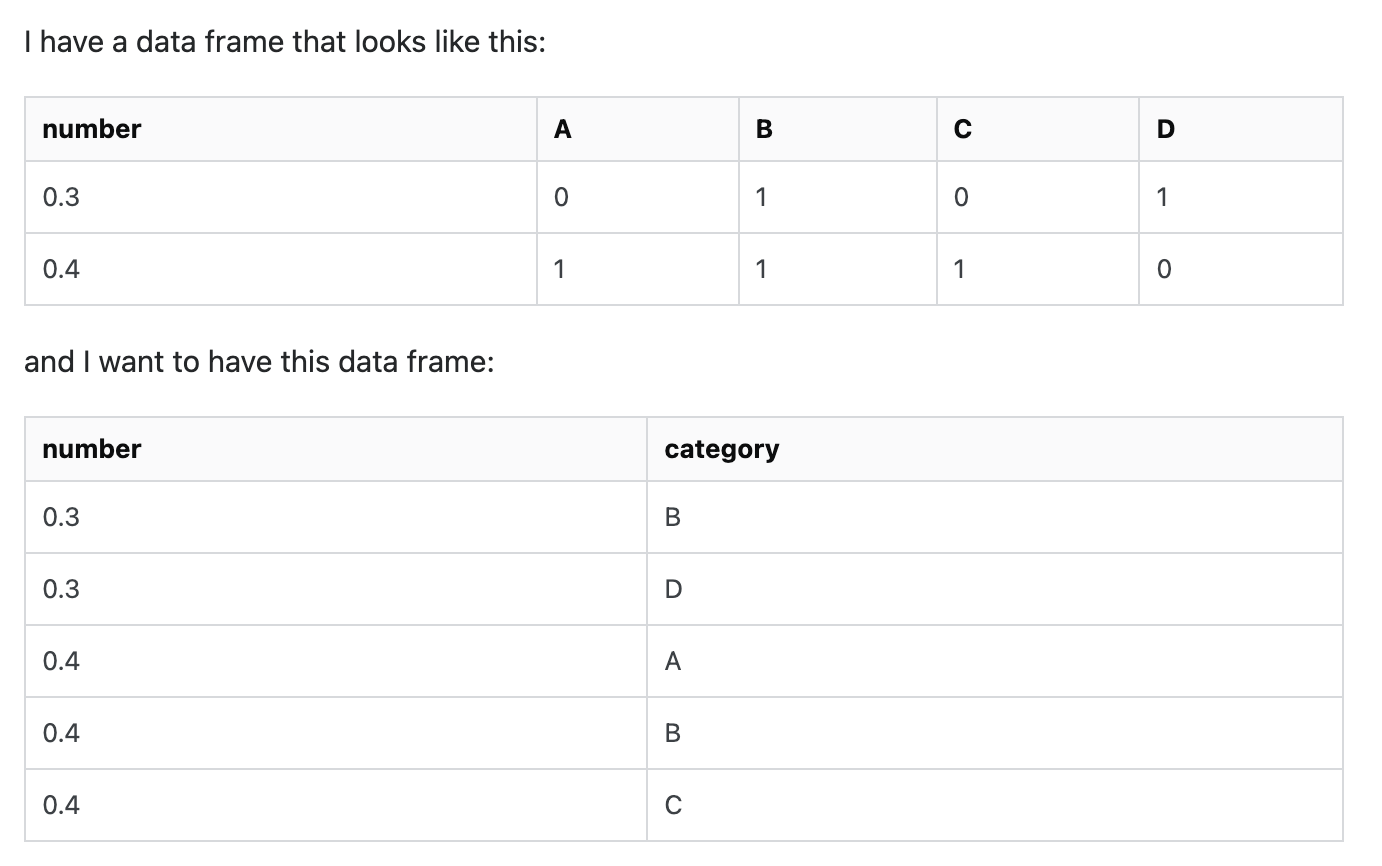 I have a data frame that looks like this:
number A B C D
0.3 0 1 0 1
0.4 1 1 1 0
and I want to have this data frame:
number category
0.3 B
0.3 D
0.4 A
0.4 B
0.4 C